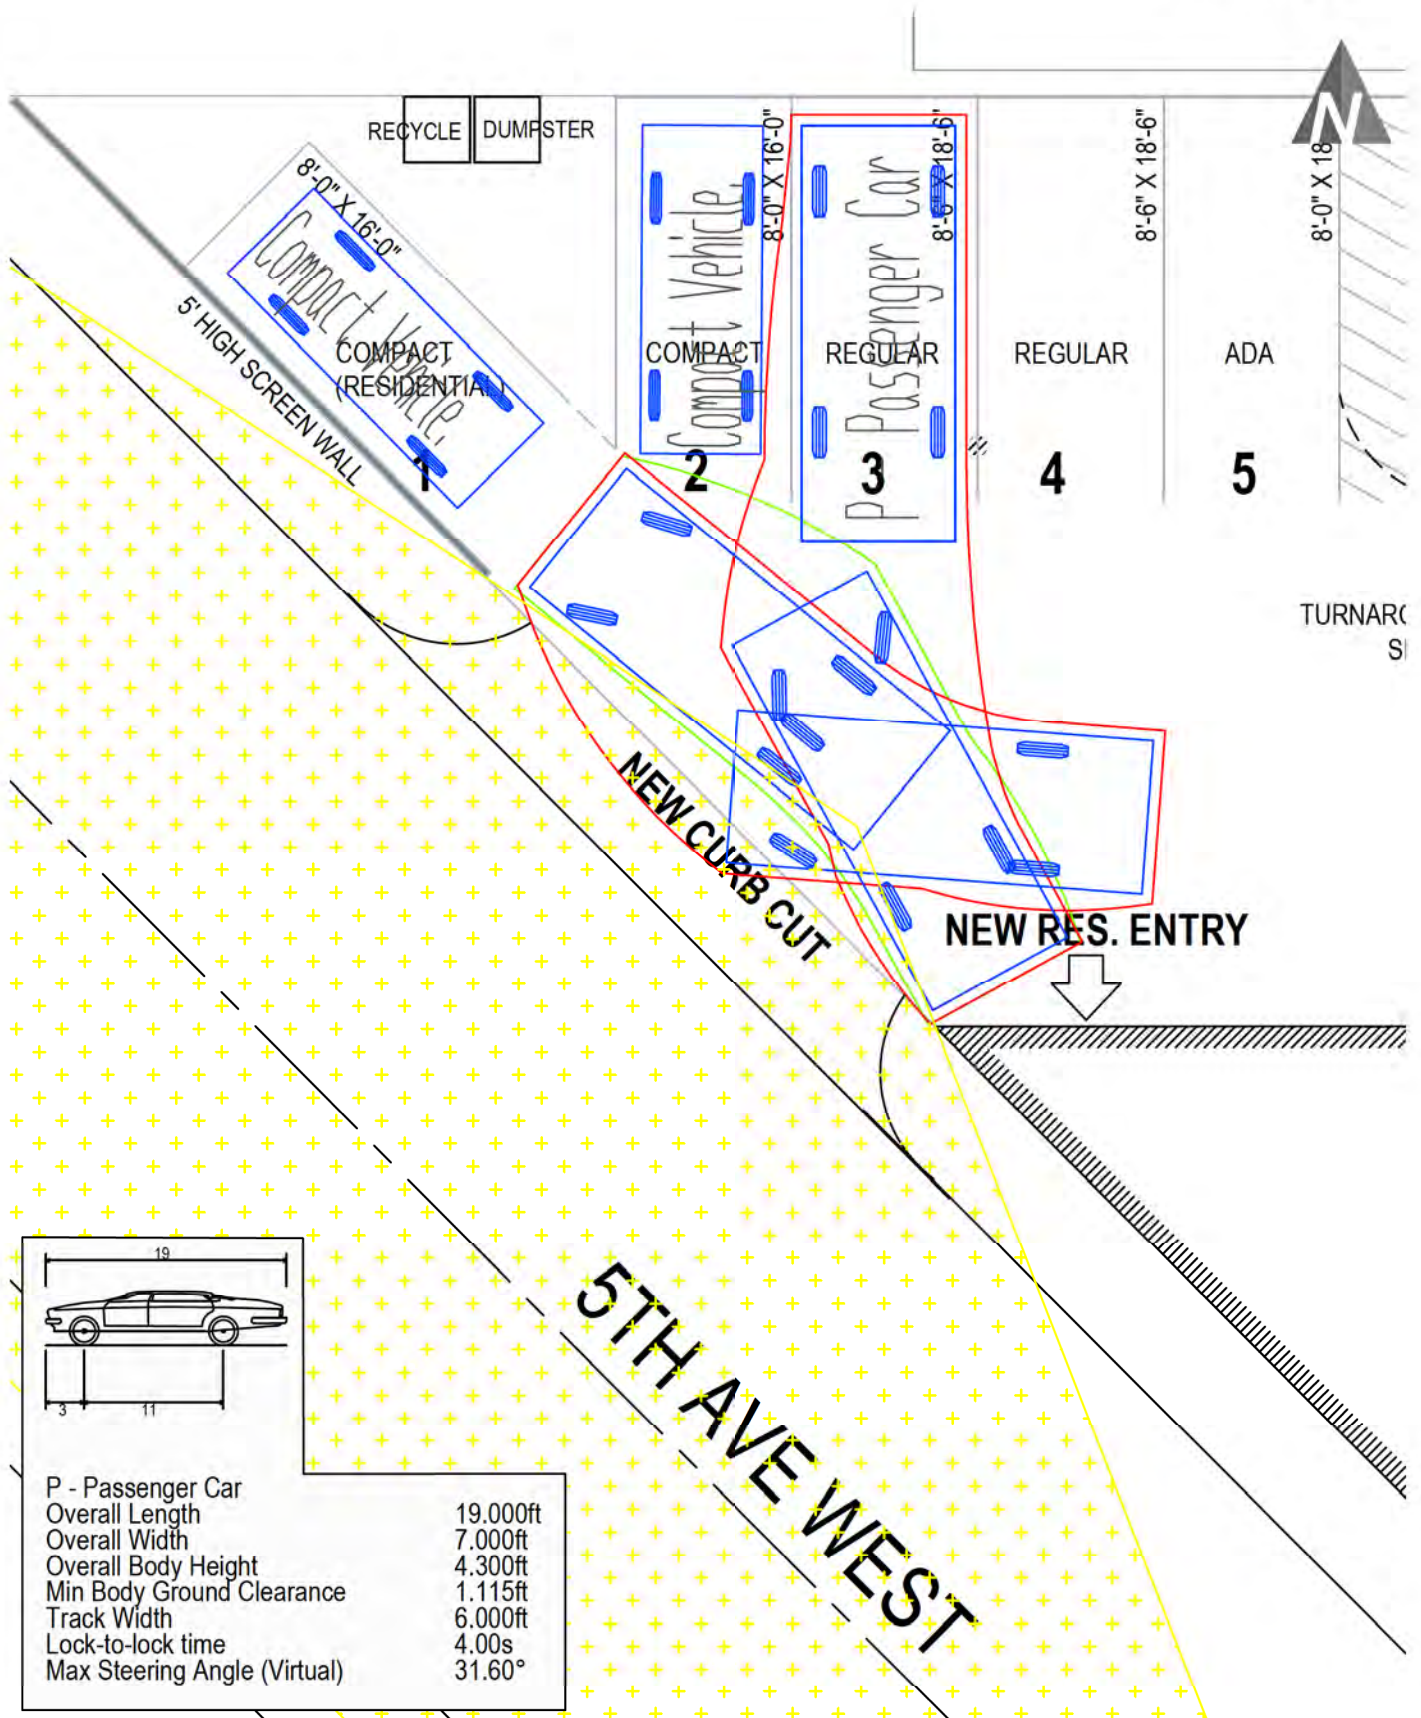 RECYCLE
DUMPSTER
N
8'-0" X 16'-0"
8'-0" X 16'-0"
8'-6" X 18'-6"
8'-6" X 18'-6"
8'-0" X 18
Compact Vehicle.
Compact Vehicle.
P Passenger Car
5' HIGH SCREEN WALL
COMPACT
(RESIDENTIAL)
COMPACT
REGULAR
REGULAR
ADA
1
2
3
4
5
TURNAR
S
NEW CURB CUT
NEW RES. ENTRY
5TH AVE WEST
19
3
11
P - Passenger Car
Overall Length 19.000ft
Overall Width 7.000ft
Overall Body Height 4.300ft
Min Body Ground Clearance 1.115ft
Track Width 6.000ft
Lock-to-lock time 4.00s
Max Steering Angle (Virtual) 31.60°